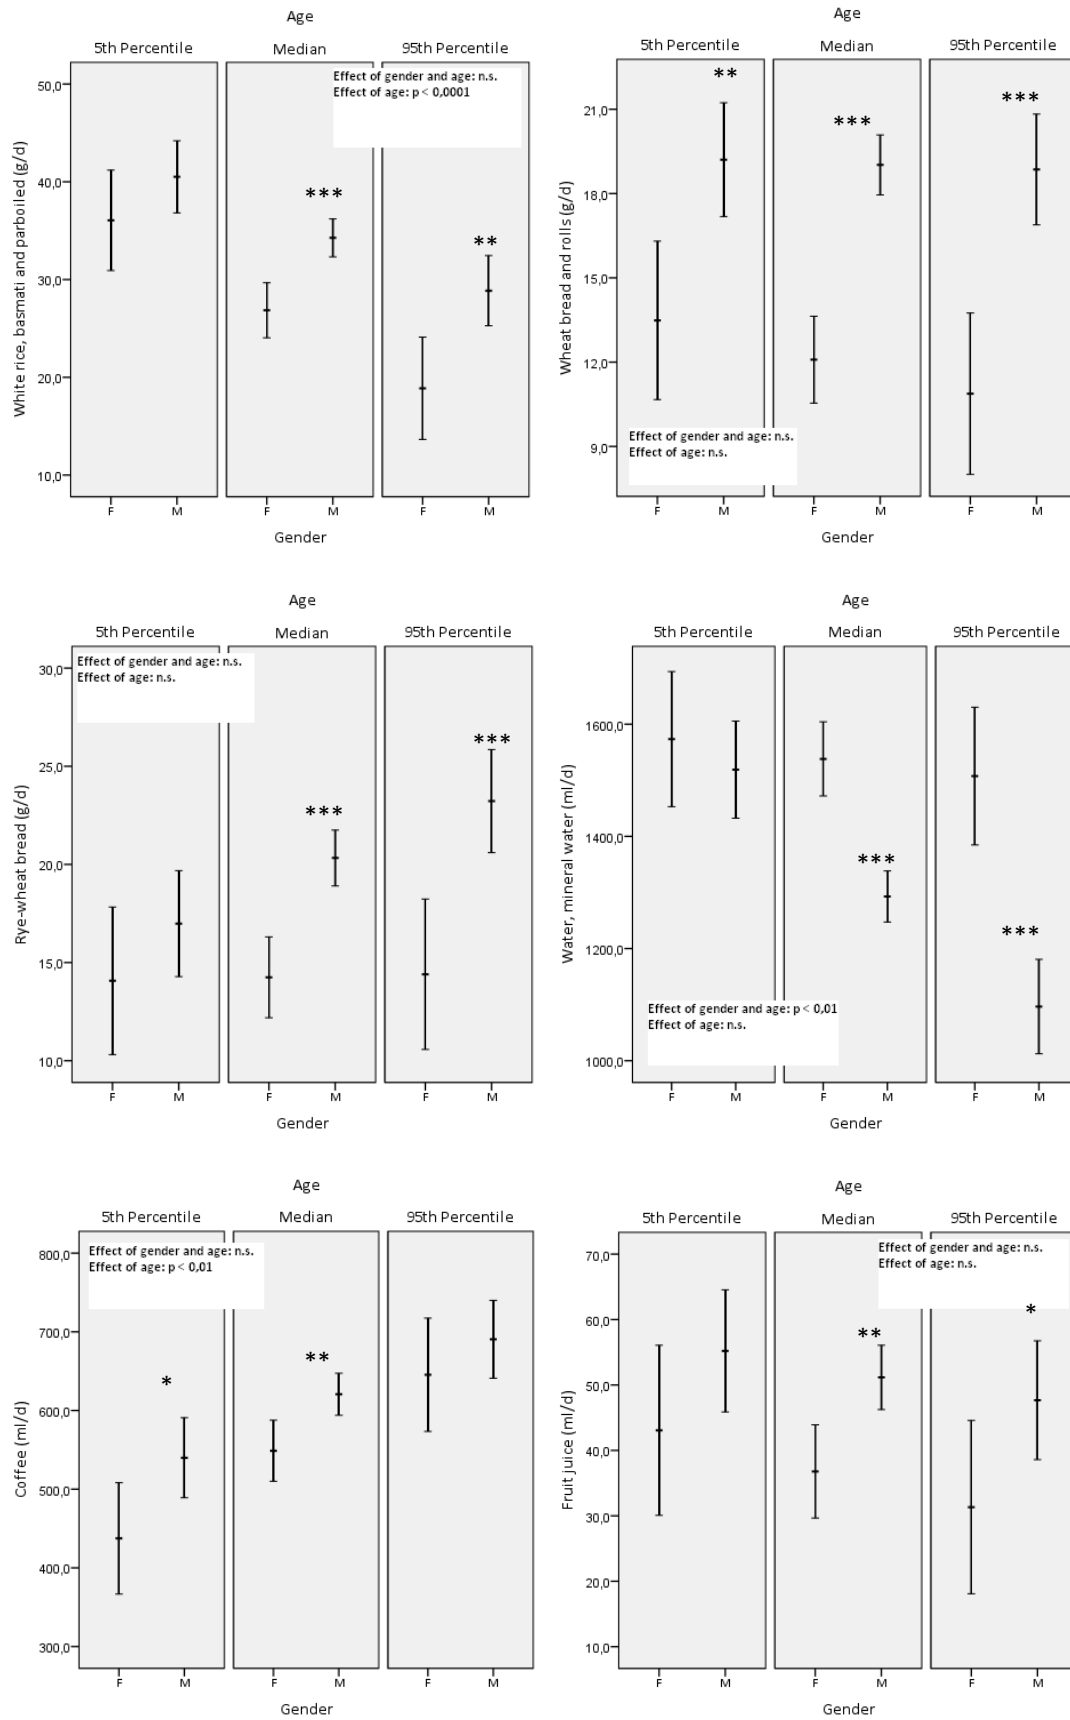 Age
5th Percentile Median 95th Percentile
Effect of gender and age: n.s.
Effect of age: p < 0,0001
White rice, basmati and parboiled (g/d)
50,0
40,0
30,0
20,0
10,0
***
**
F M F M F M
Gender
Age
5th Percentile Median 95th Percentile
Wheat bread and rolls (g/d)
21,0
18,0
15,0
12,0
9,0
**
***
***
Effect of gender and age: n.s.
Effect of age: n.s.
F M F M F M
Gender
Age
5th Percentile Median 95th Percentile
Effect of gender and age: n.s.
Effect of age: n.s.
Rye-wheat bread (g/d)
30,0
25,0
20,0
15,0
10,0
***
***
F M F M F M
Gender
Age
5th Percentile Median 95th Percentile
Water, mineral water (ml/d)
1600,0
1400,0
1200,0
1000,0
***
***
Effect of gender and age: p < 0,01
Effect of age: n.s.
F M F M F M
Gender
Age
5th Percentile Median 95th Percentile
Effect of gender and age: n.s.
Effect of age: p < 0,01
Coffee (ml/d)
800,0
700,0
600,0
500,0
400,0
300,0
*
**
F M F M F M
Gender
Age
5th Percentile Median 95th Percentile
Effect of gender and age: n.s.
Effect of age: n.s.
Fruit juice (ml/d)
70,0
60,0
50,0
40,0
30,0
20,0
10,0
**
*
F M F M F M
Gender